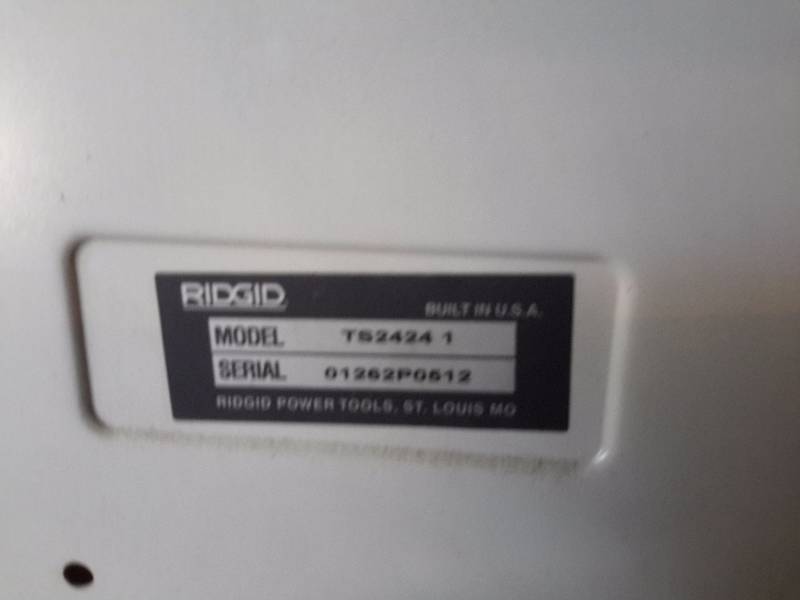 RIDGID
BUILT IN U.S.A.
MODEL TS2424 1
SERIAL 01262P0512
RIDGID POWER TOOLS, ST. LOUIS MO